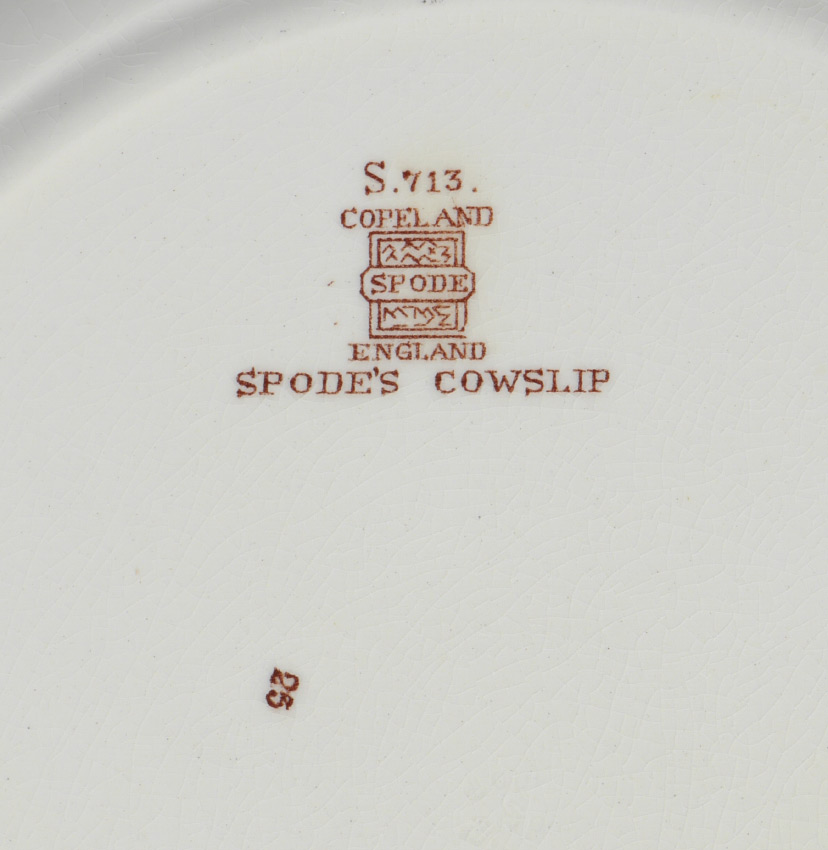 S.713.
COPELAND
SPODE
ENGLAND
SPODE'S COWSLIP
25